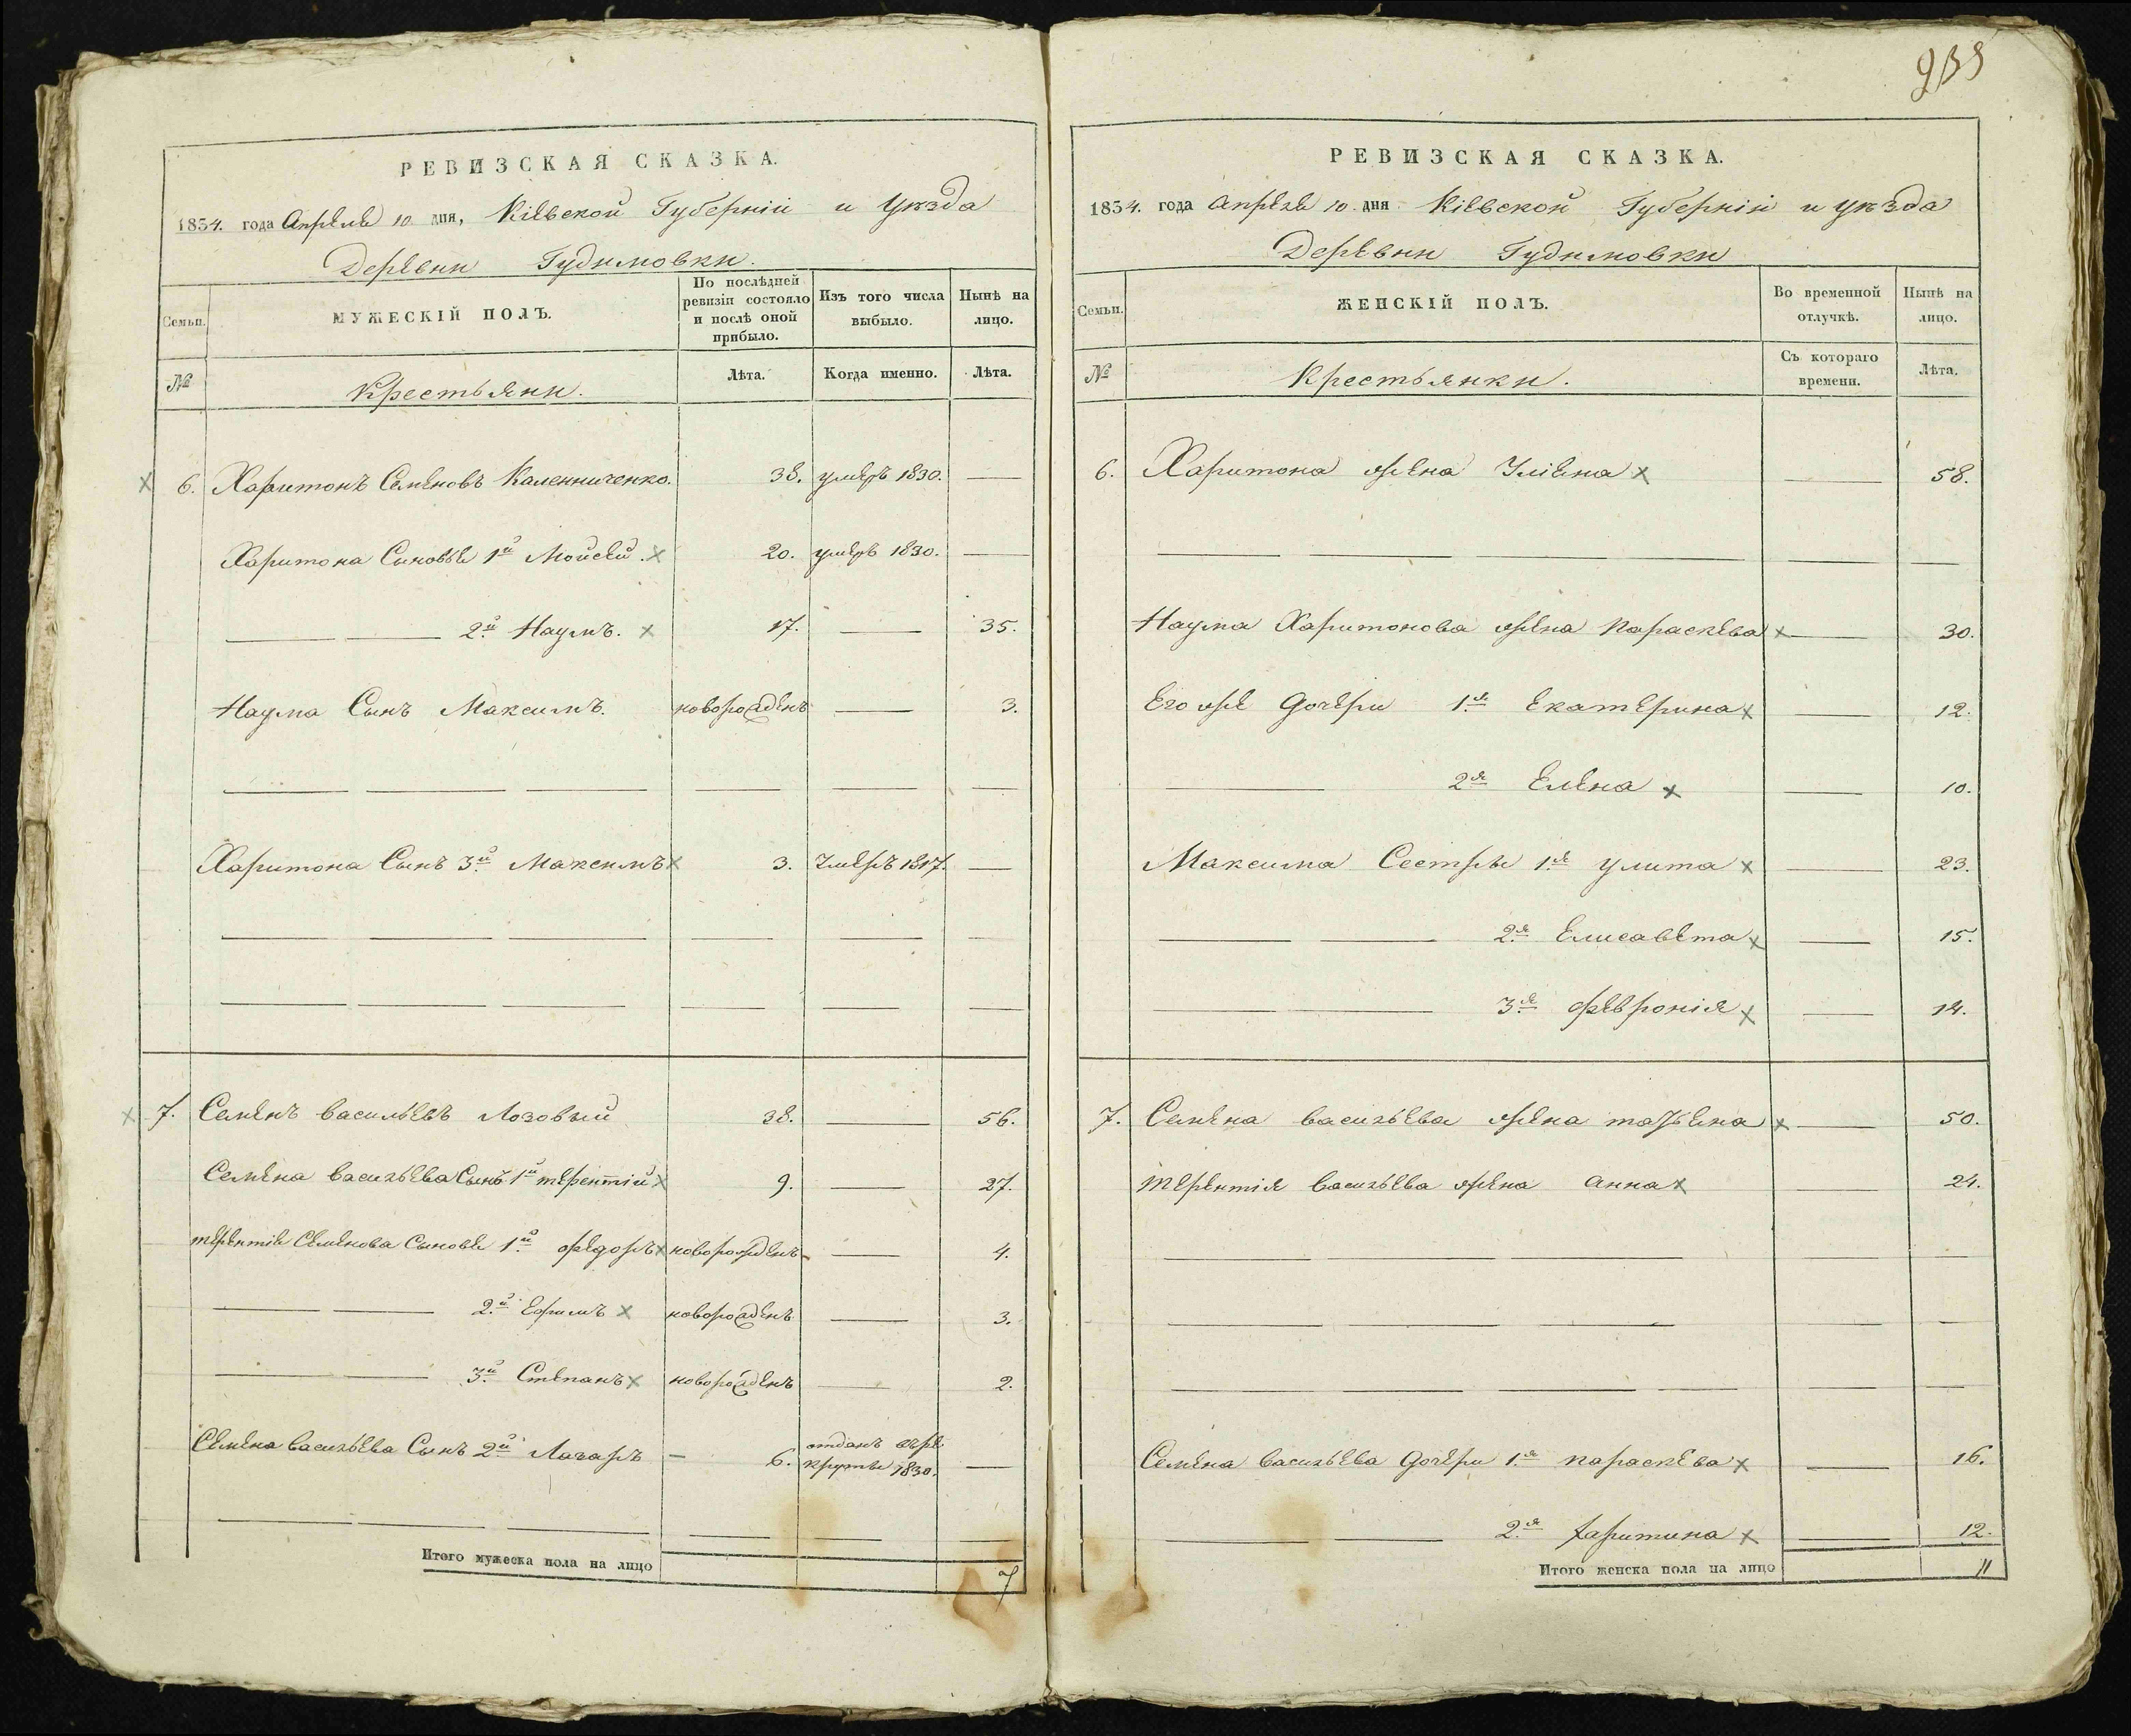 РЕВИЗСКАЯ СКАЗКА.
1834. года Апреля 10 дня, Кіевской Губерніи и Уѣзда
Деревни Гудимовки.
Семьи.
МУЖЕСКІЙ ПОЛЪ.
По послѣдней ревизіи состояло и послѣ оной прибыло.
Изъ того числа выбыло.
Нынѣ на лицо.
№
Крестьяни.
Лѣта.
Когда именно.
Лѣта.
6. Харитонъ Семеновъ Каленниченко. 38. умеръ 1830. —
Харитона Сыновья 1й Мойсей. 20. умеръ 1830. —
2й Наумъ. 17. — 35.
Наума Сынъ Максимъ. новорожденъ — 3.
Харитона Сынъ 3й Максимъ 3. Умеръ 1817. —
7. Семенъ Васильевъ Лозовый 38. — 56.
Семена Васильева Сынъ 1й Терентій 9. — 27.
Терентія Семенова Сыновья 1й Федоръ новорожденъ — 4.
2й Ефимъ новорожденъ — 3.
3й Степанъ новорожденъ — 2.
Семена Васильева Сынъ 2й Лазарь — 6. отданъ въ ре
круты 1830. —
Итого мужеска пола на лицо 7
РЕВИЗСКАЯ СКАЗКА.
1834. года Апреля 10 дня Кіевской Губерніи и Уѣзда
Деревни Гудимовки
Семьи.
ЖЕНСКІЙ ПОЛЪ.
Во временной отлучкѣ.
Нынѣ на лицо.
№
Крестьянки.
Съ котораго времени.
Лѣта.
6. Харитона жена Уліена — 58.
Наума Харитонова жена Параскева — 30.
Его же дочери 1я Екатерина — 12.
2я Елена — 10.
Максима Сестры 1я Улита — 23.
2я Елисавета — 15.
3я Февронія — 14.
7. Семена Васильева жена Татьяна — 50.
Терентія Васильева жена Анна — 24.
Семена Васильева дочери 1я Параскева — 16.
2я Харитина — 12.
Итого женска пола на лицо 11